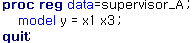 proc reg data=supervisor_A;
model y = x1 x3;
quit;